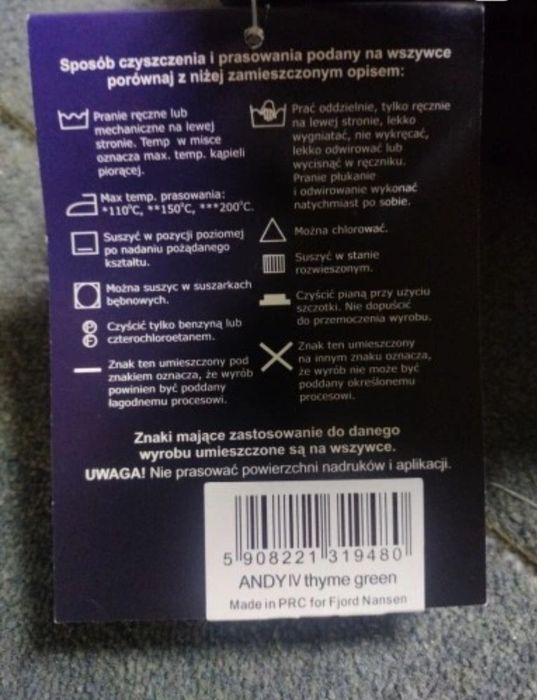 Sposób czyszczenia i prasowania podany na wszywce
porównaj z niżej zamieszczonym opisem:
Pranie ręczne lub
mechaniczne na lewej
stronie. Temp w misce
oznacza max. temp. kąpieli
piorącej.
Max temp. prasowania:
*110°C, **150°C, ***200°C.
Suszyć w pozycji poziomej
po nadaniu pożądanego
kształtu.
Można suszyc w suszarkach
bębnowych.
P
F
Czyścić tylko benzyną lub
czterochloroetanem.
Znak ten umieszczony pod
znakiem oznacza, że wyrób
powinien być poddany
łagodnemu procesowi.
Prać oddzielnie, tylko ręcznie
na lewej stronie, lekko
wygniatać, nie wykręcać,
lekko odwirować lub
wycisnąć w ręczniku.
Pranie płukanie
i odwirowanie wykonać
natychmiast po sobie.
Można chlorować.
Suszyć w stanie
rozwieszonym.
Czyścić pianą przy użyciu
szczotki. Nie dopuścić
do przemoczenia wyrobu.
Znak ten umieszczony
na innym znaku oznacza,
że wyrób nie może być
poddany określonemu
procesowi.
Znaki mające zastosowanie do danego
wyrobu umieszczone są na wszywce.
UWAGA! Nie prasować powierzchni nadruków i aplikacji.
5 908221 319480
ANDY IV thyme green
Made in PRC for Fjord Nansen